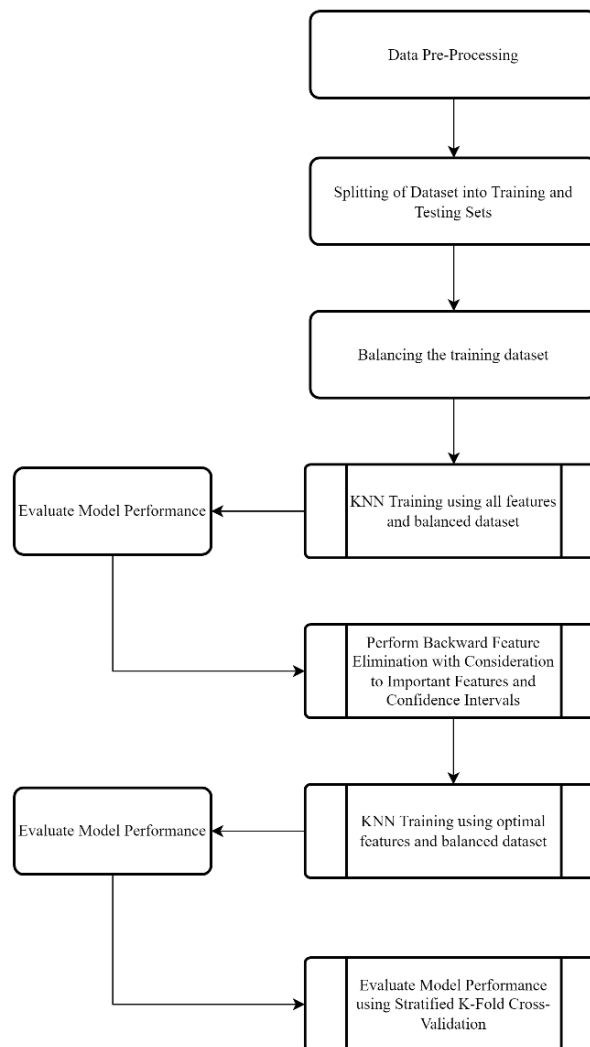 Data Pre-Processing
Splitting of Dataset into Training and
Testing Sets
Balancing the training dataset
KNN Training using all features
and balanced dataset
Evaluate Model Performance
Perform Backward Feature
Elimination with Consideration
to Important Features and
Confidence Intervals
KNN Training using optimal
features and balanced dataset
Evaluate Model Performance
Evaluate Model Performance
using Stratified K-Fold Cross-
Validation